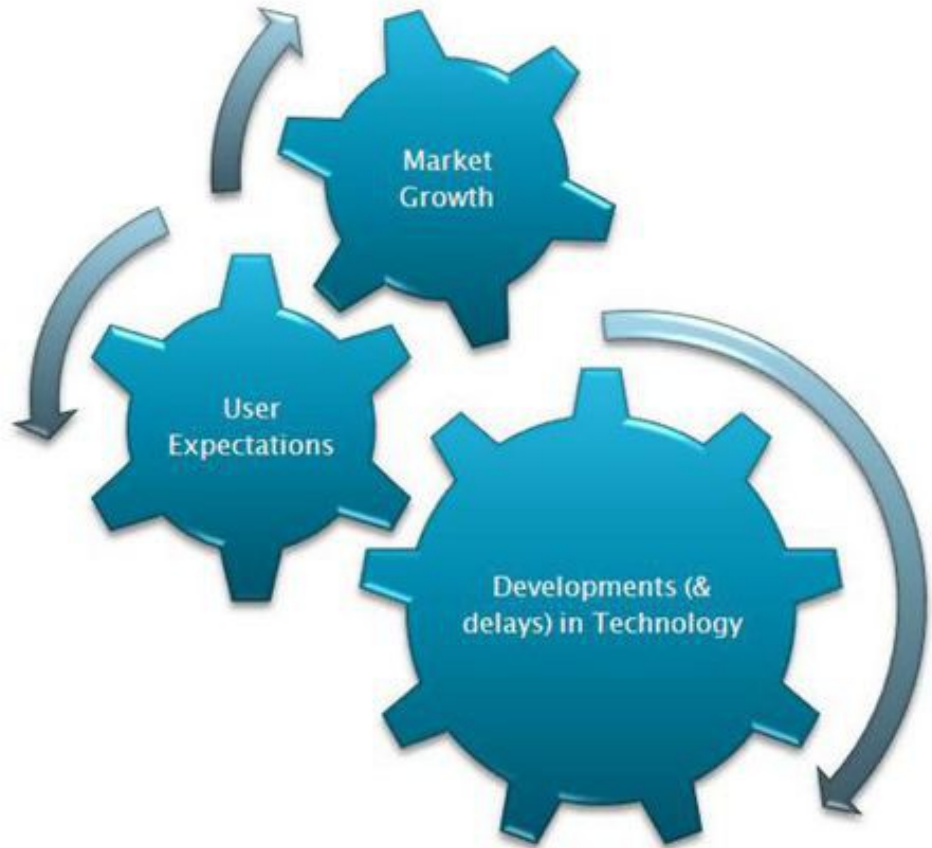 Market
Growth
User
Expectations
Developments (&
delays) in Technology